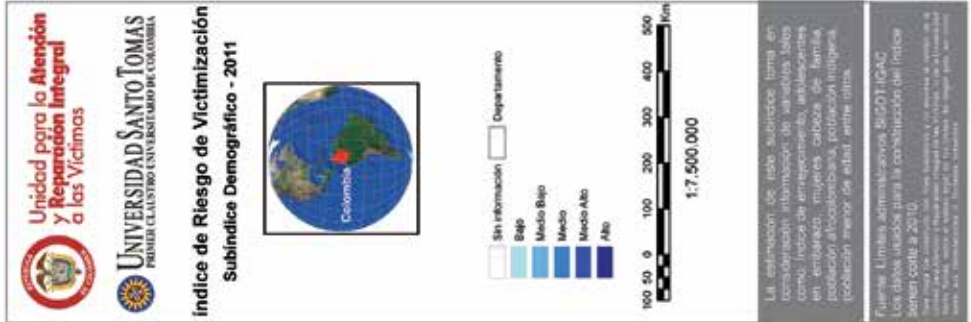 Unidad para la Atención
y Reparación Integral
a las Víctimas
UNIVERSIDAD SANTO TOMAS
PRIMER CLAUSTRO UNIVERSITARIO DE COLOMBIA
Índice de Riesgo de Victimización
Subíndice Demográfico - 2011
Colombia
Sin información
Departamento
Bajo
Medio Bajo
Medio
Medio Alto
Alto
100 50 0 100 200 300 400 500
Km
1:7.500.000
La estimación de este subíndice toma en
consideración información de variables tales
como: índice de envejecimiento, adolescentes
en embarazo, mujeres cabeza de familia,
población afrocolombiana, población indígena,
población menor de edad, entre otros.
Fuente: Límites administrativos SIGOT-IGAC
Los datos usados para la construcción del índice
tienen corte a 2010.